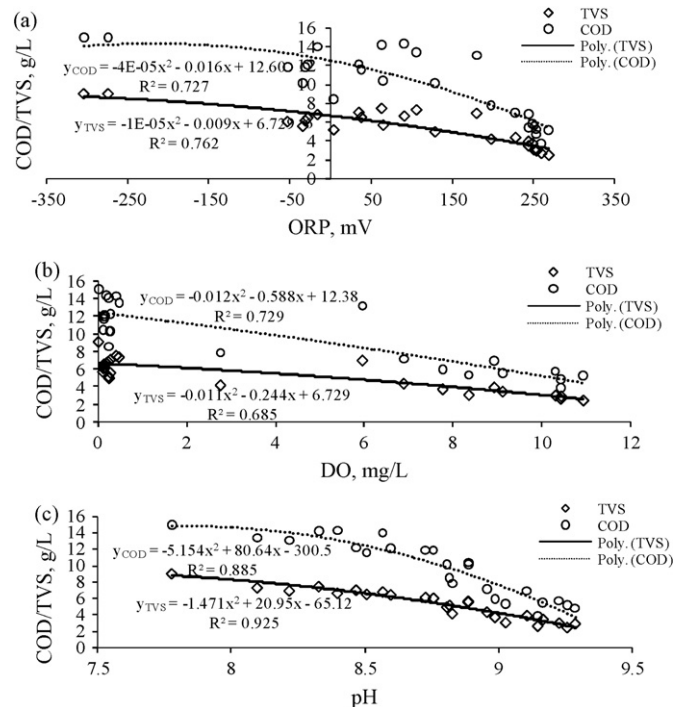 (a)
TVS
COD
Poly. (TVS)
Poly. (COD)
COD/TVS, g/L
16
14
12
10
8
6
4
2
0
yCOD = -4E-05x² - 0.016x + 12.60
R² = 0.727
yTVS = -1E-05x² - 0.009x + 6.729
R² = 0.762
-350 -250 -150 -50 50 150 250 350
ORP, mV
(b)
TVS
COD
Poly. (TVS)
Poly. (COD)
COD/TVS, g/L
16
14
12
10
8
6
4
2
0
yCOD = -0.012x² - 0.588x + 12.38
R² = 0.729
yTVS = -0.011x² - 0.244x + 6.729
R² = 0.685
0 2 4 6 8 10 12
DO, mg/L
(c)
TVS
COD
Poly. (TVS)
Poly. (COD)
COD/TVS, g/L
16
14
12
10
8
6
4
2
0
yCOD = -5.154x² + 80.64x - 300.5
R² = 0.885
yTVS = -1.471x² + 20.95x - 65.12
R² = 0.925
7.5 8 8.5 9 9.5
pH